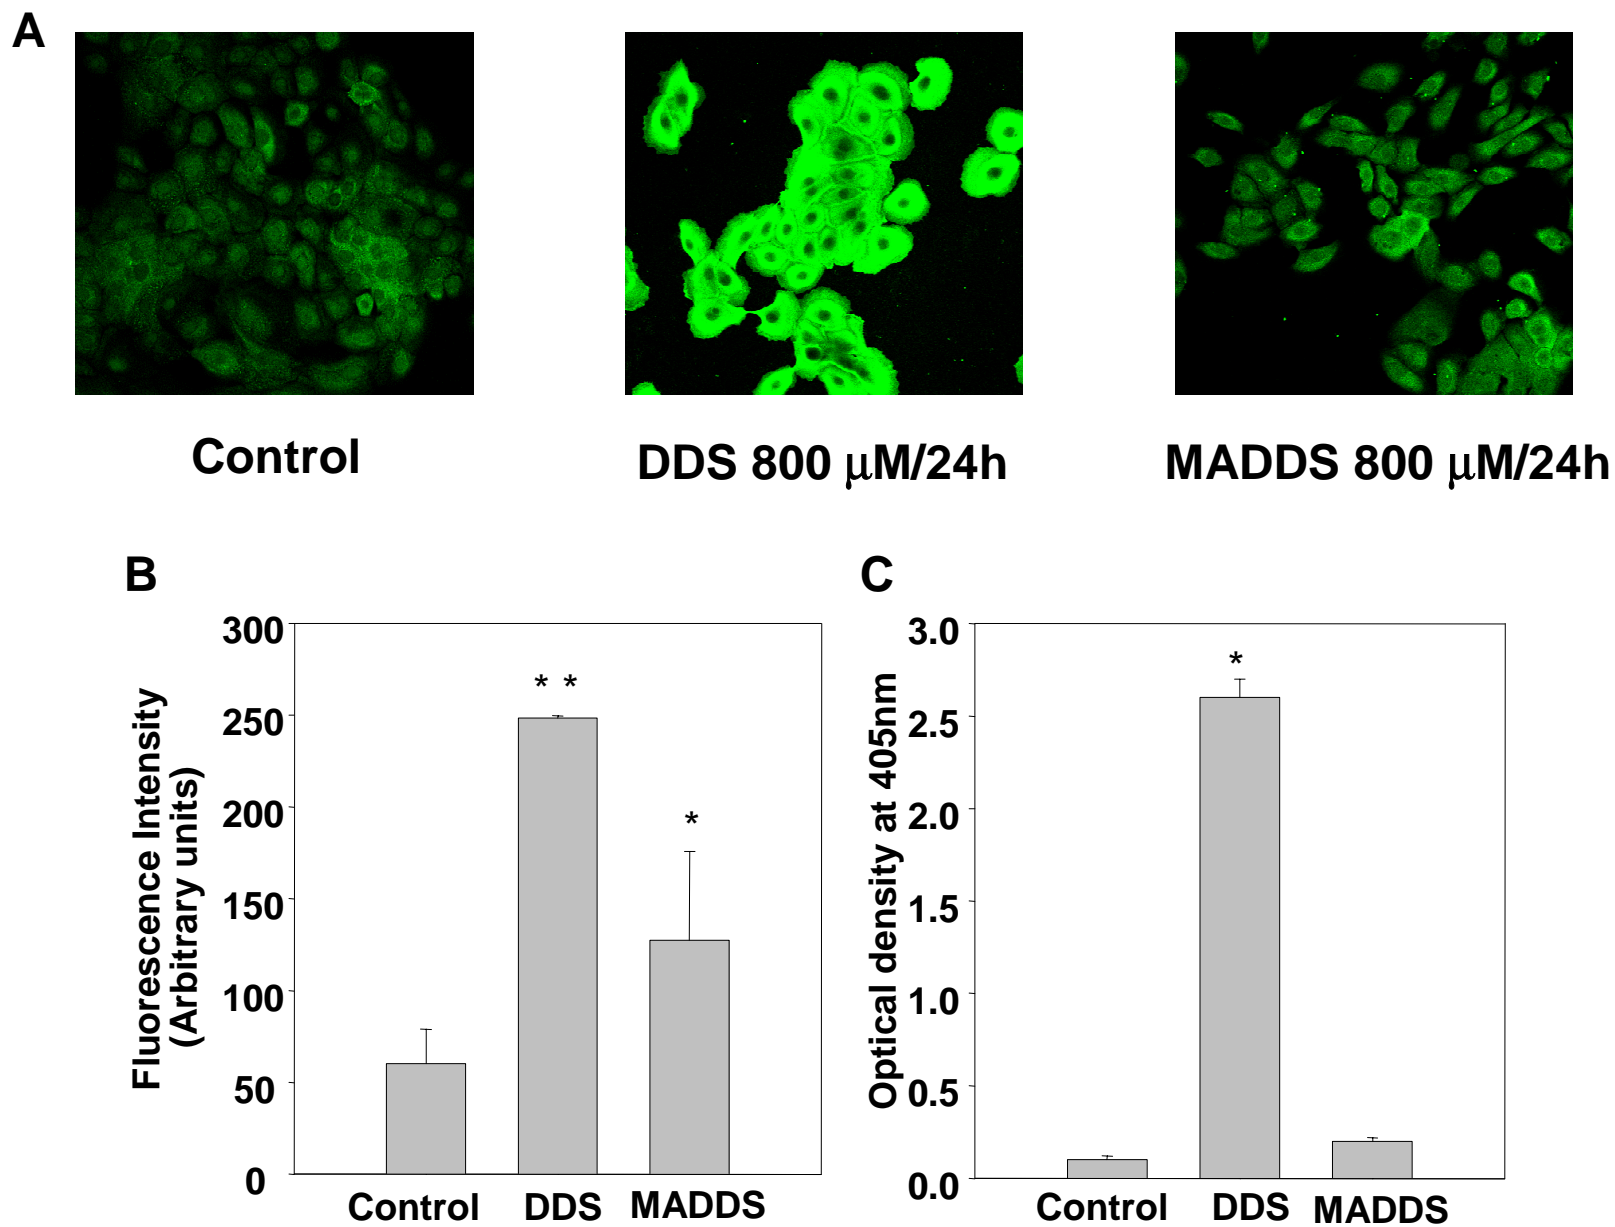 A
Control
DDS 800 μM/24h
MADDS 800 μM/24h
B
Fluorescence Intensity
(Arbitrary units)
300
250
200
150
100
50
0
* *
*
Control
DDS
MADDS
C
Optical density at 405nm
3.0
2.5
2.0
1.5
1.0
0.5
0.0
*
Control
DDS
MADDS